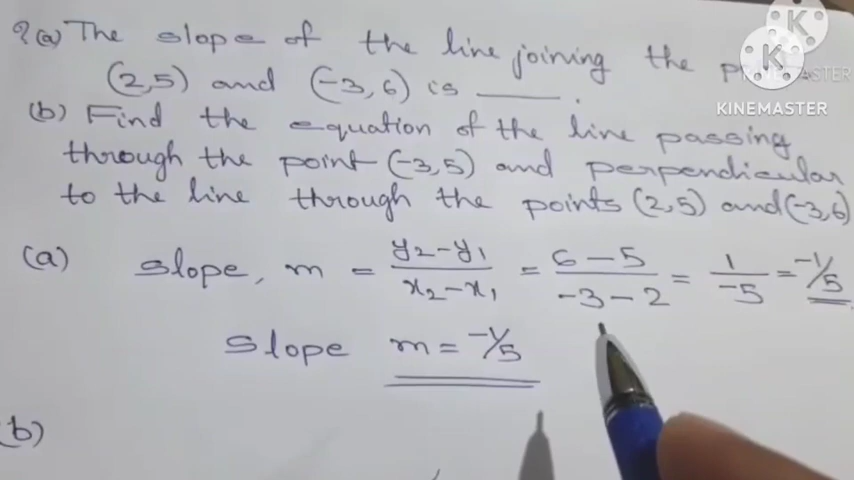 ? (a) The slope of the line joining the
(2,5) and (-3,6) is ____.
(b) Find the equation of the line passing
through the point (-3,5) and perpendicular
to the line through the points (2,5) and (-3,6)
(a) Slope, m = y₂-y₁/x₂-x₁ = 6-5/-3-2 = 1/-5 = -1/5
Slope m = -1/5
(b)
KINEMASTER